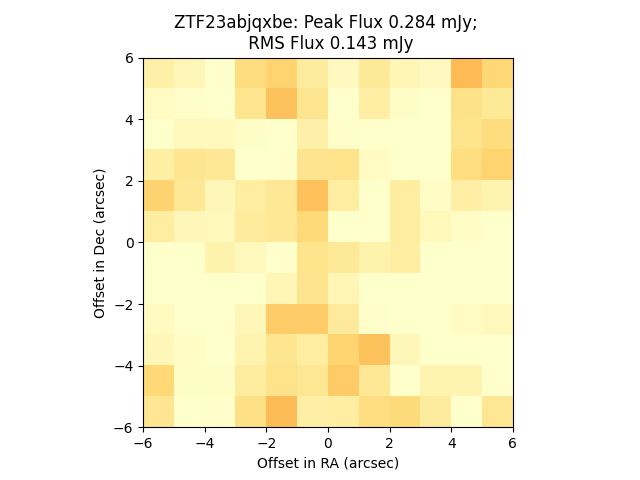 ZTF23abjqxbe: Peak Flux 0.284 mJy;
RMS Flux 0.143 mJy
6
4
2
0
−2
−4
−6
Offset in Dec (arcsec)
−6 −4 −2 0 2 4 6
Offset in RA (arcsec)